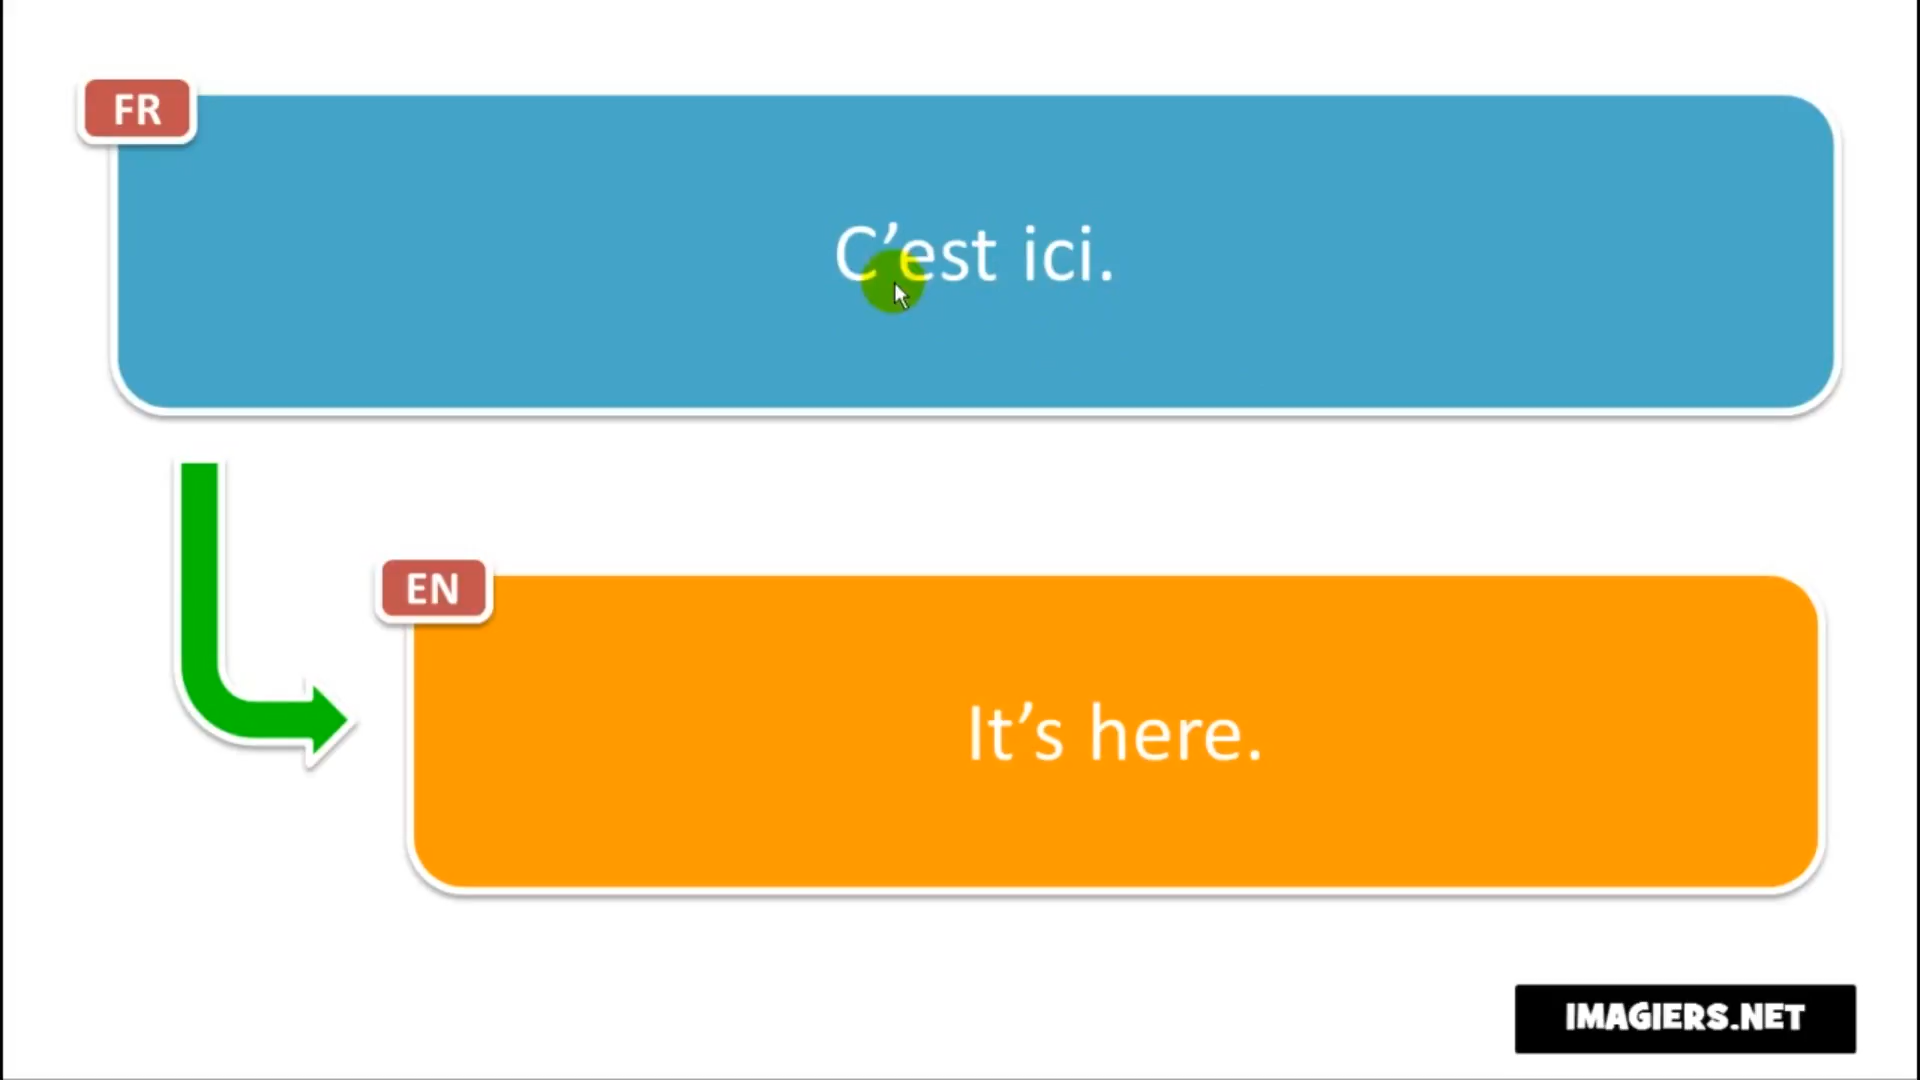 FR
C’est ici.
EN
It’s here.
IMAGIERS.NET